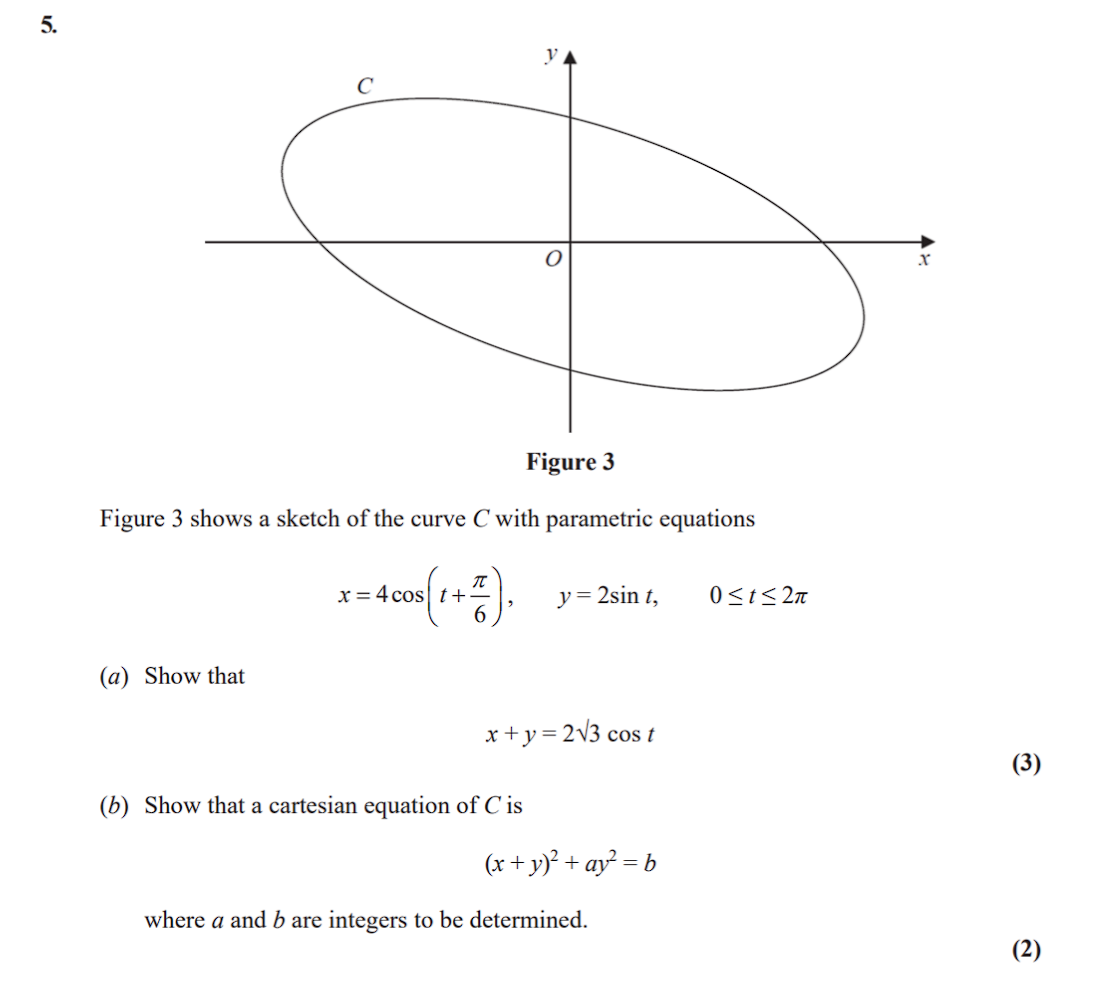 5.
y
C
O
x
Figure 3
Figure 3 shows a sketch of the curve C with parametric equations
x = 4cos(t + π/6), y = 2sin t, 0 ≤ t ≤ 2π
(a) Show that
x + y = 2√3 cos t
(3)
(b) Show that a cartesian equation of C is
(x + y)² + ay² = b
where a and b are integers to be determined.
(2)